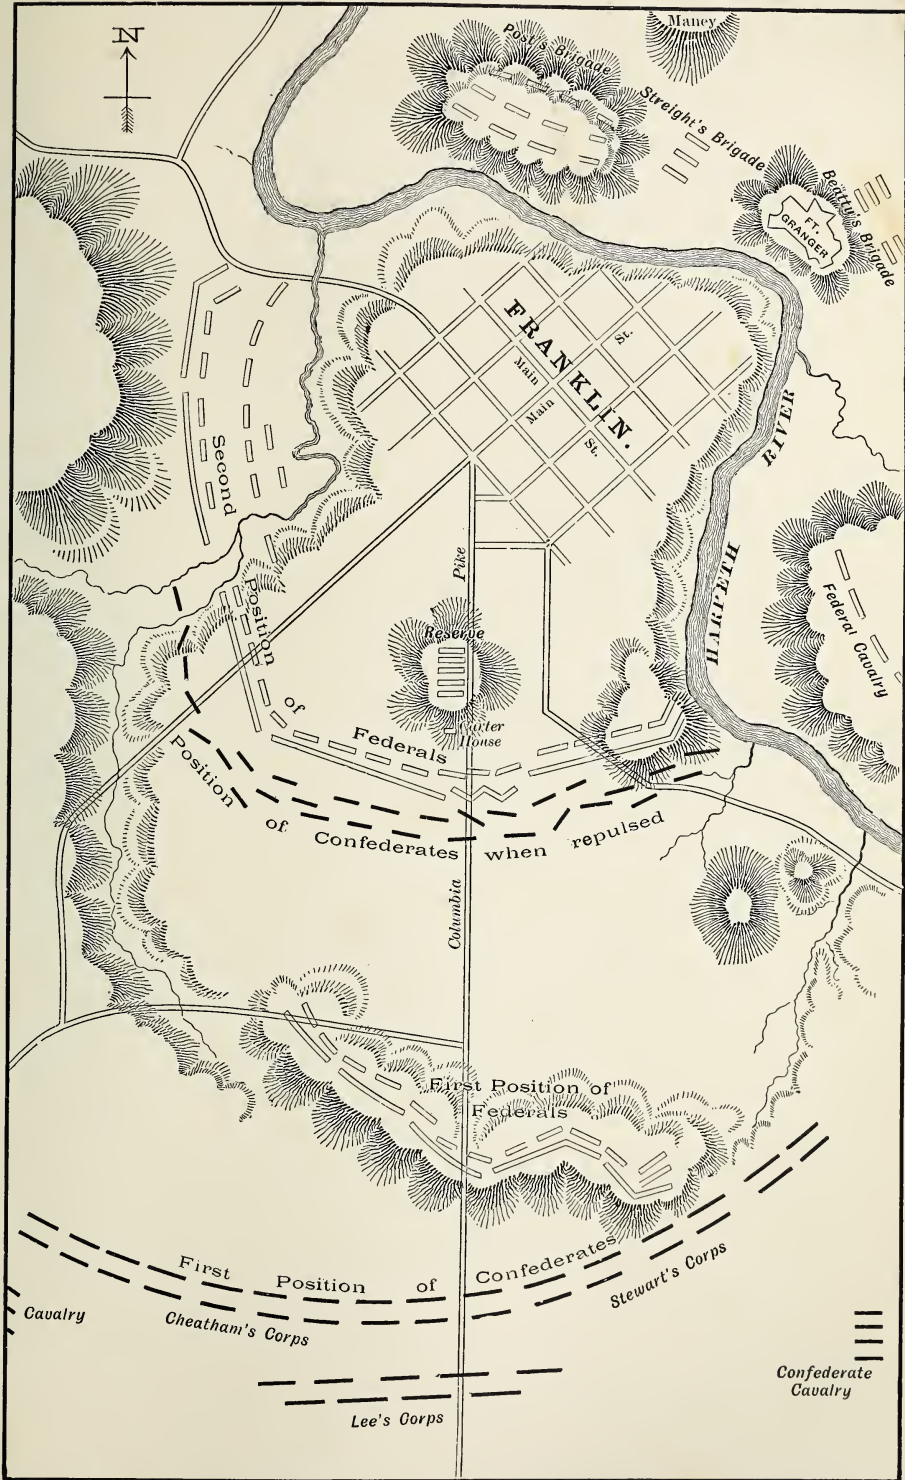 N
Maney
Post's Brigade
Streight's Brigade
Beatty's Brigade
FT.
GRANGER
FRANKLIN.
St.
Main
Main
St.
RIVER
HARPETH
Second
Position
of
Federals
Pike
Reserve
Carter
House
Federal Cavalry
Position
of Confederates when repulsed
Columbia
First Position of
Federals
First Position of Confederates
Stewart's Corps
Cheatham's Corps
Cavalry
Confederate
Cavalry
Lee's Corps